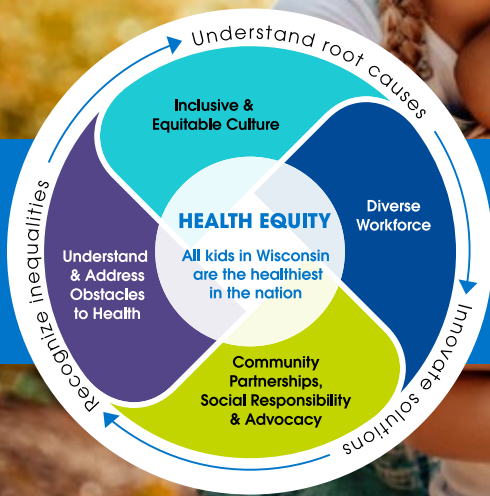 Understand root causes
Inclusive &
Equitable Culture
Diverse
Workforce
HEALTH EQUITY
All kids in Wisconsin
are the healthiest
in the nation
Understand
& Address
Obstacles
to Health
Community
Partnerships,
Social Responsibility
& Advocacy
Innovate solutions
Recognize inequalities